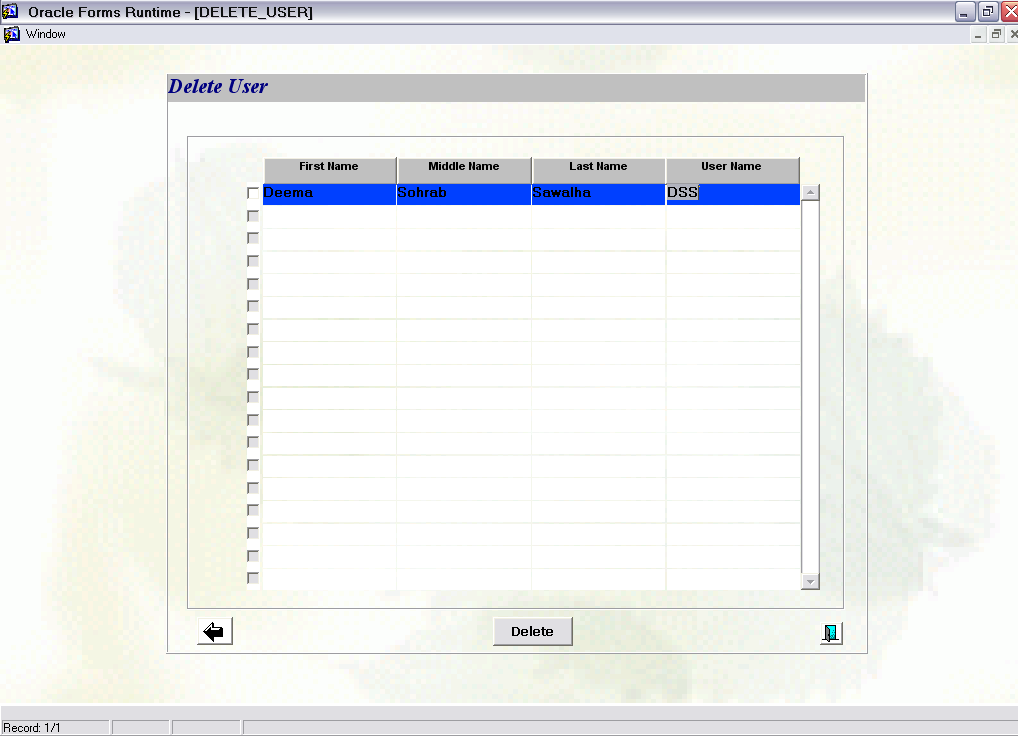 Oracle Forms Runtime - [DELETE_USER]
Window
Delete User
First Name Middle Name Last Name User Name
Deema Sohrab Sawalha DSS
Delete
Record: 1/1